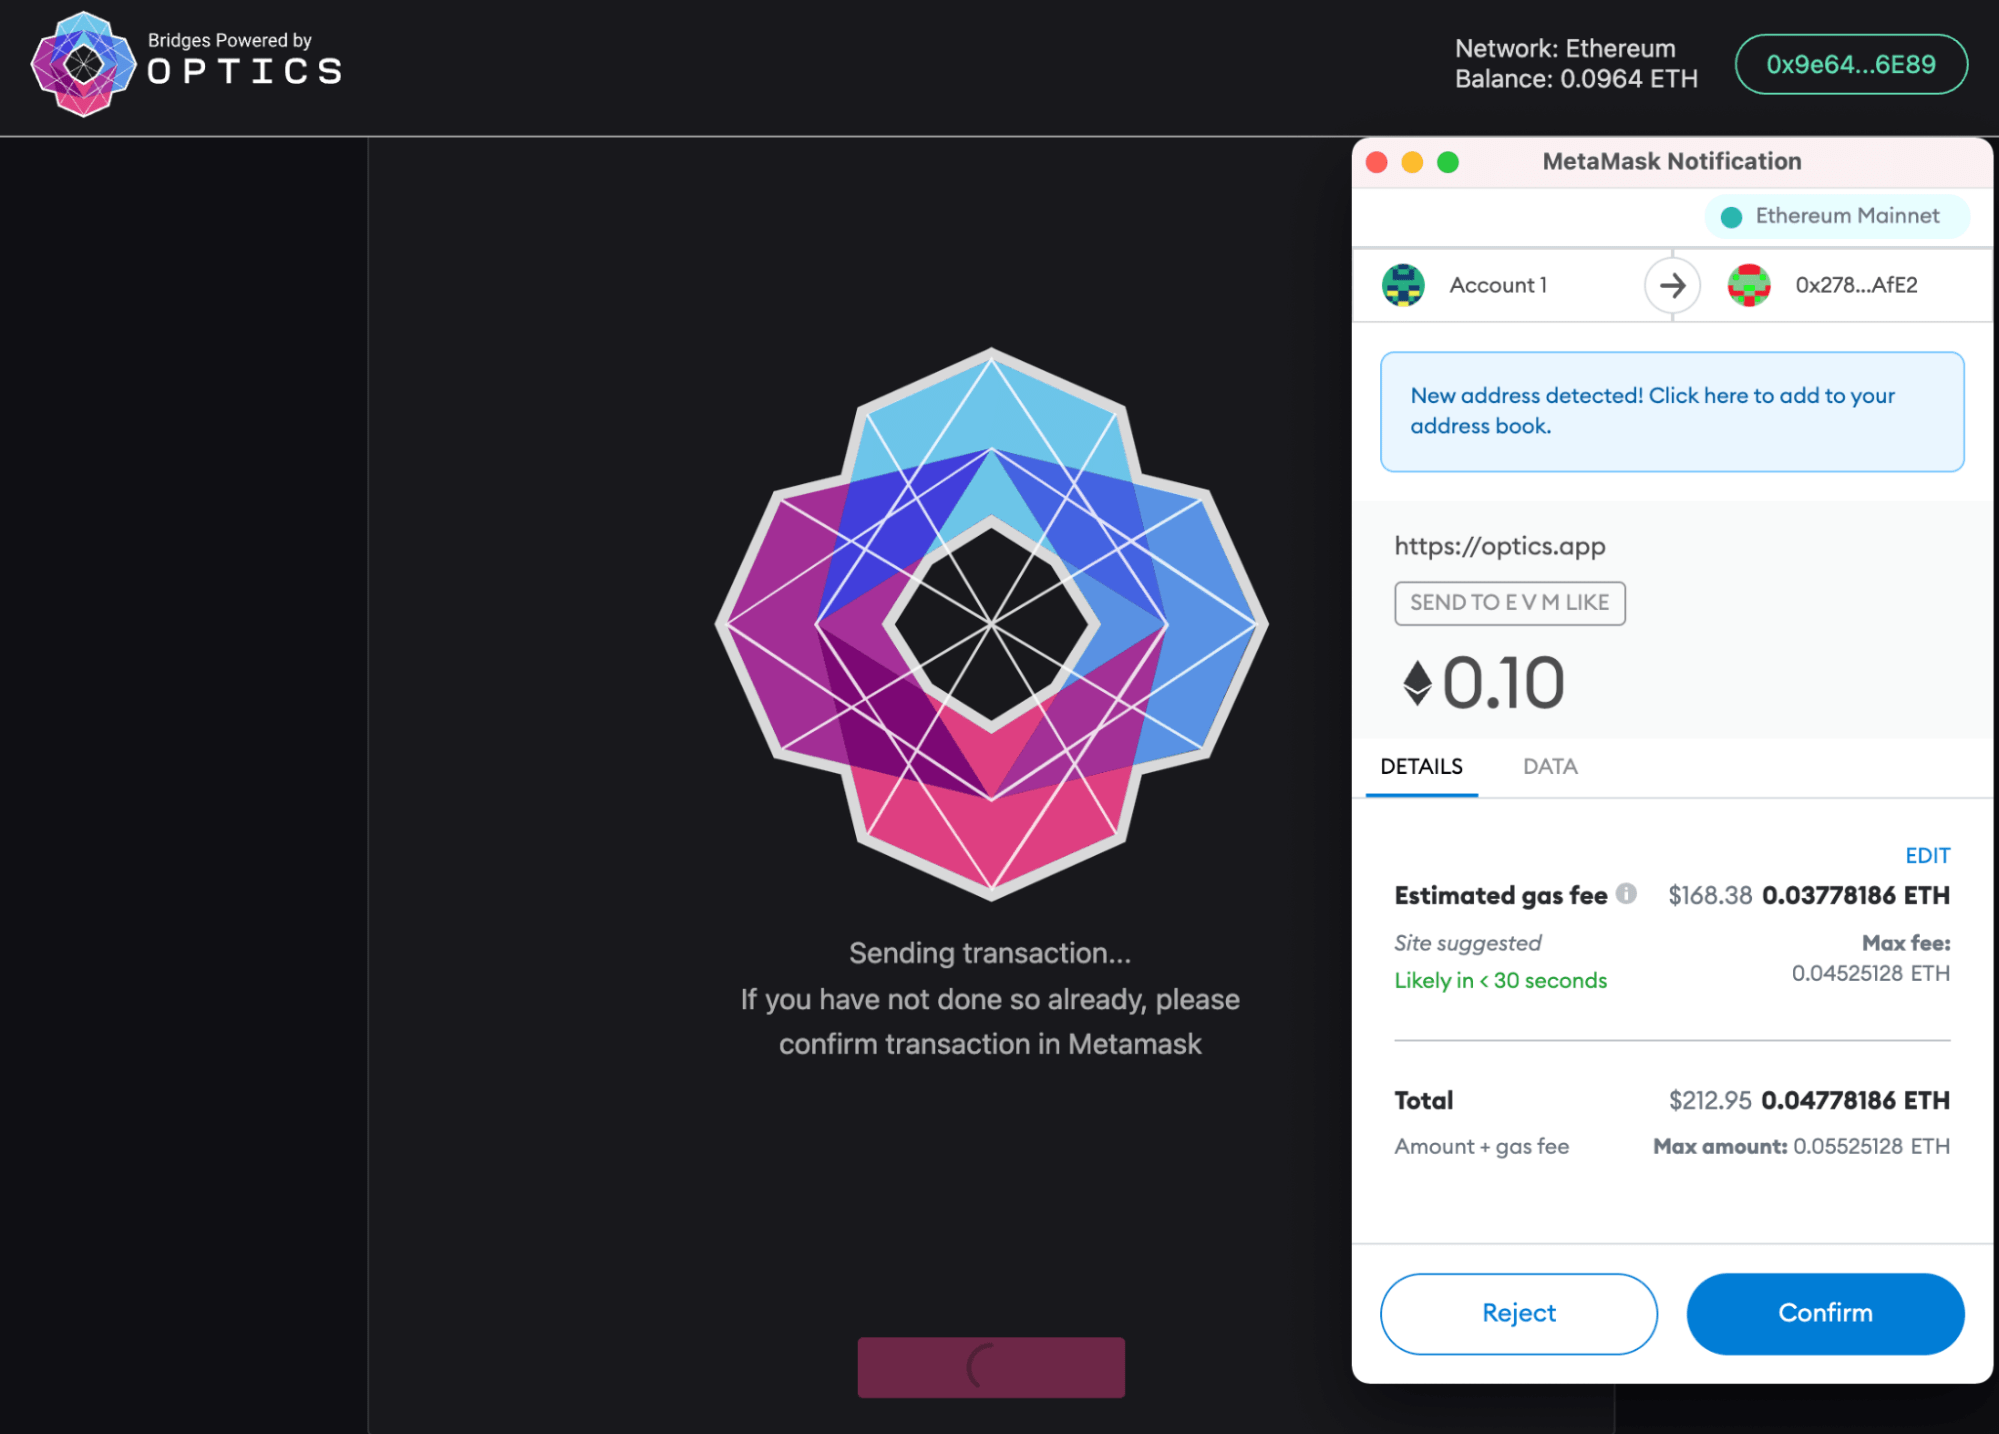 Bridges Powered by
OPTICS
Network: Ethereum
Balance: 0.0964 ETH
0x9e64...6E89
MetaMask Notification
Ethereum Mainnet
Account 1
0x278...AfE2
New address detected! Click here to add to your
address book.
https://optics.app
SEND TO E V M LIKE
0.10
DETAILS
DATA
EDIT
Estimated gas fee $168.38 0.03778186 ETH
Site suggested
Max fee:
Likely in < 30 seconds
0.04525128 ETH
Total $212.95 0.04778186 ETH
Amount + gas fee Max amount: 0.05525128 ETH
Reject
Confirm
Sending transaction...
If you have not done so already, please
confirm transaction in Metamask